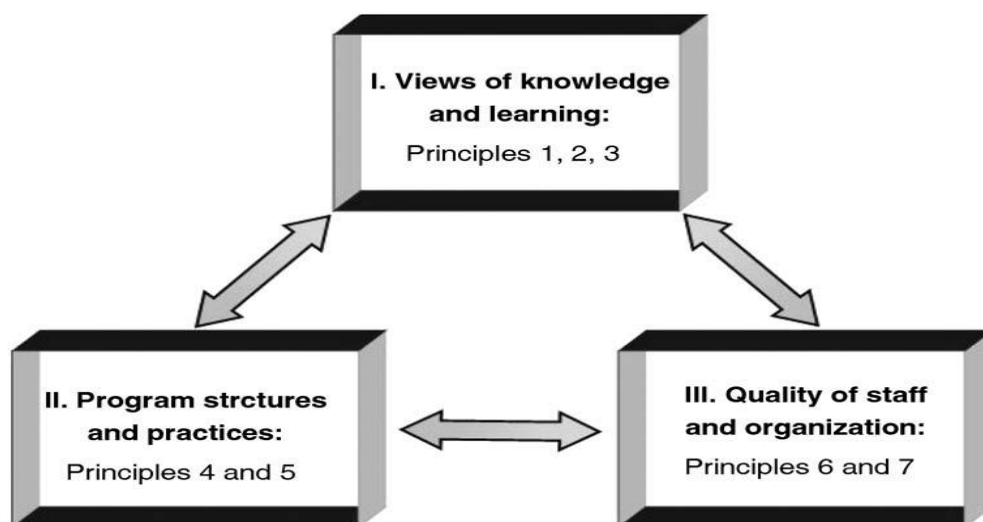 I. Views of knowledge
and learning:
Principles 1, 2, 3
II. Program strctures
and practices:
Principles 4 and 5
III. Quality of staff
and organization:
Principles 6 and 7